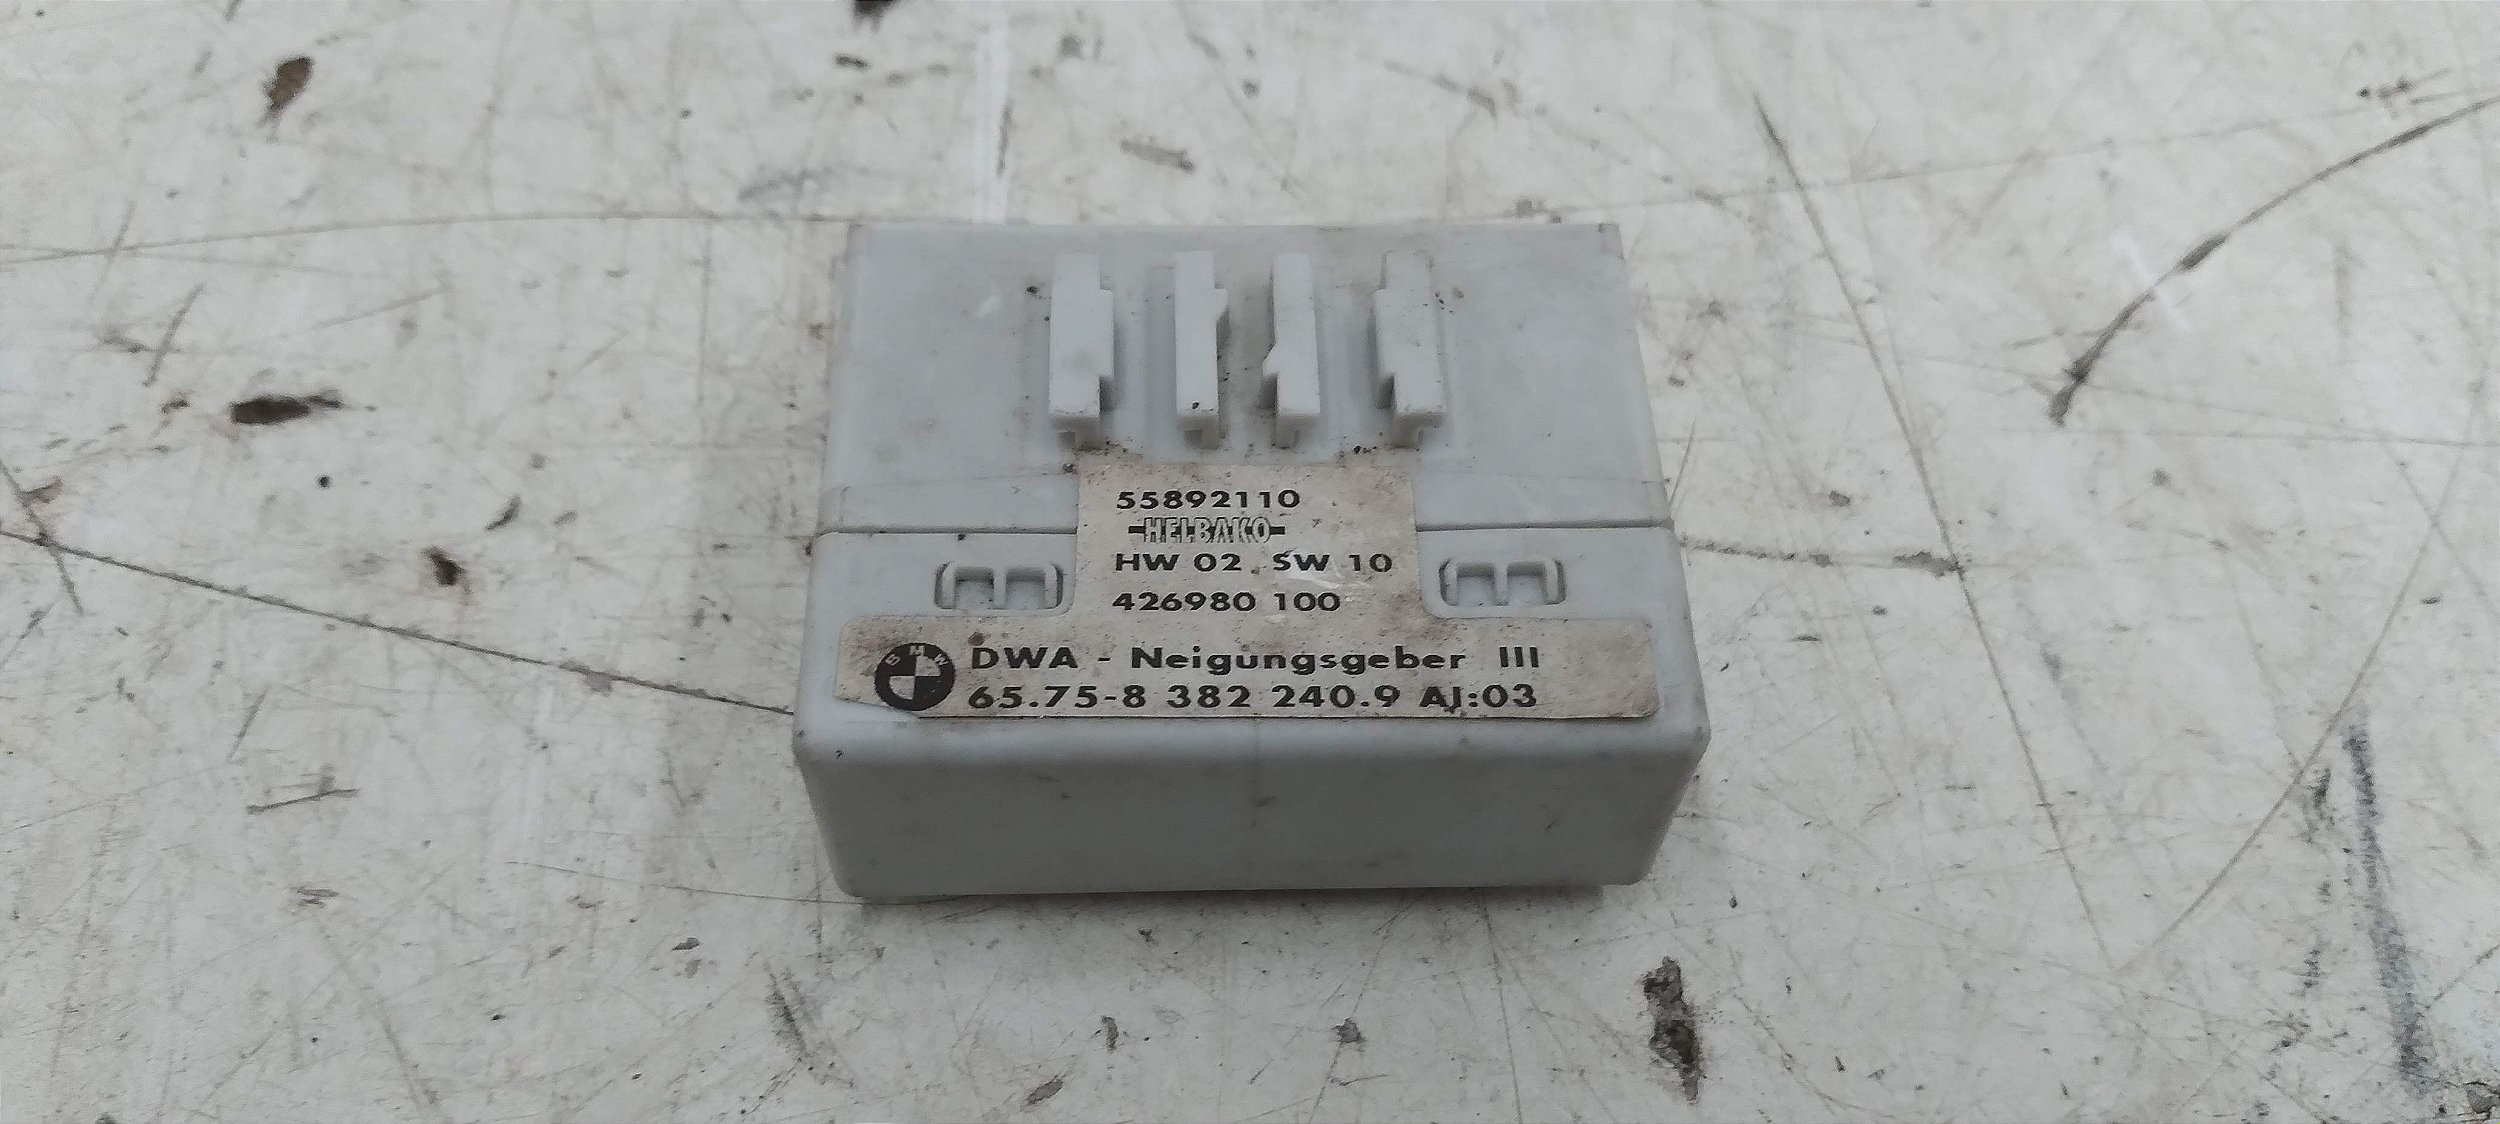 55892110
HELBAKO
HW 02 SW 10
426980 100
BMW
DWA - Neigungsgeber III
65.75-8 382 240.9 AJ:03